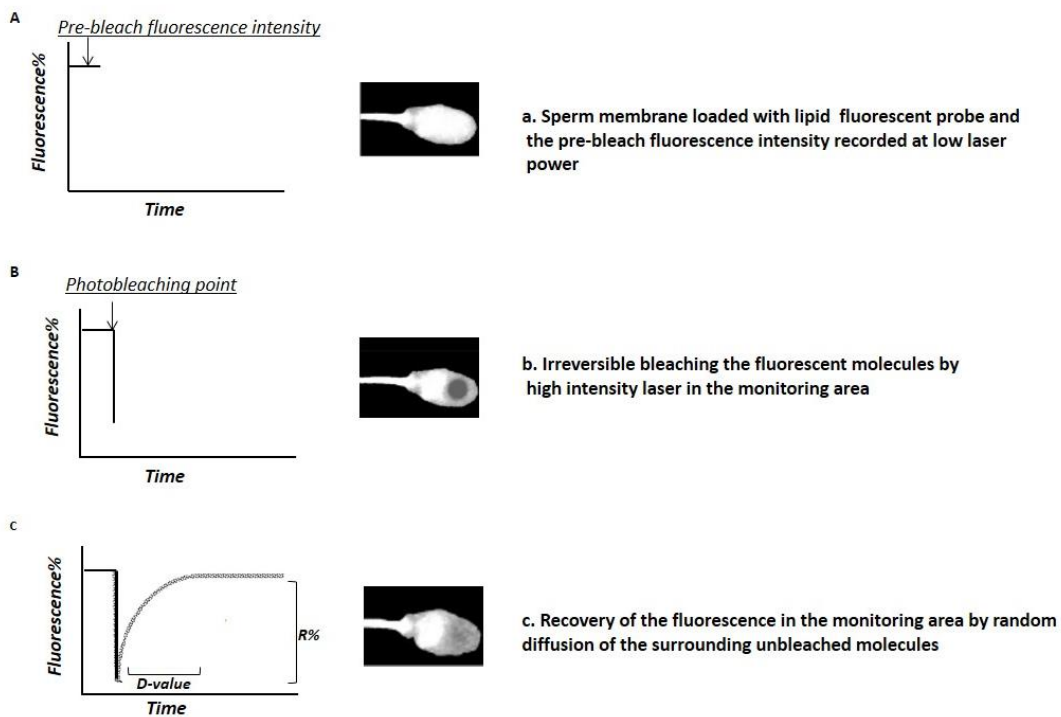 A
Pre-bleach fluorescence intensity
Fluorescence%
Time
a. Sperm membrane loaded with lipid fluorescent probe and
the pre-bleach fluorescence intensity recorded at low laser
power
B
Photobleaching point
Fluorescence%
Time
b. Irreversible bleaching the fluorescent molecules by
high intensity laser in the monitoring area
C
Fluorescence%
R%
D-value
Time
c. Recovery of the fluorescence in the monitoring area by random
diffusion of the surrounding unbleached molecules